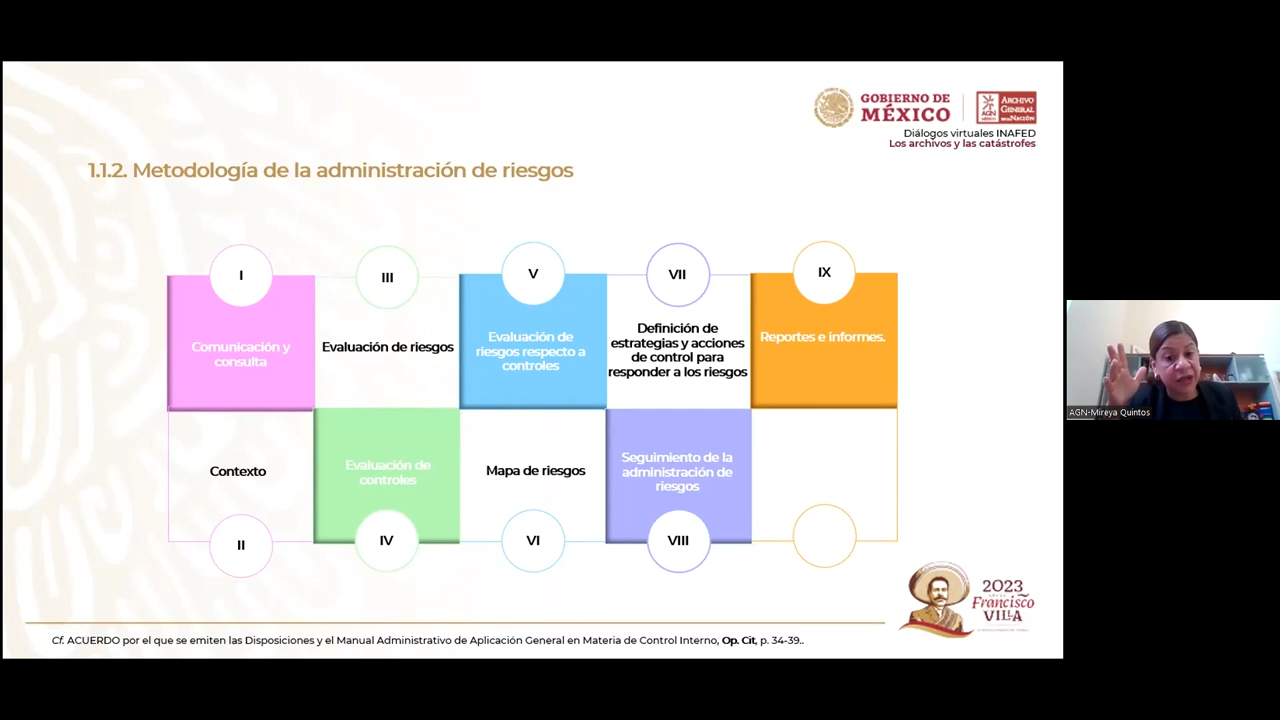 GOBIERNO DE
MÉXICO
AGN
MÉXICO
ARCHIVO
GENERAL
DE LA NACIÓN
Diálogos virtuales INAFED
Los archivos y las catástrofes
1.1.2. Metodología de la administración de riesgos
I
Comunicación y
consulta
II
Contexto
III
Evaluación de riesgos
IV
Evaluación de
controles
V
Evaluación de
riesgos respecto a
controles
VI
Mapa de riesgos
VII
Definición de
estrategias y acciones
de control para
responder a los riesgos
VIII
Seguimiento de la
administración de
riesgos
IX
Reportes e informes.
AGN-Mireya Quintos
2023
Francisco
VILLA
Cf. ACUERDO por el que se emiten las Disposiciones y el Manual Administrativo de Aplicación General en Materia de Control Interno, Op. Cit, p. 34-39..